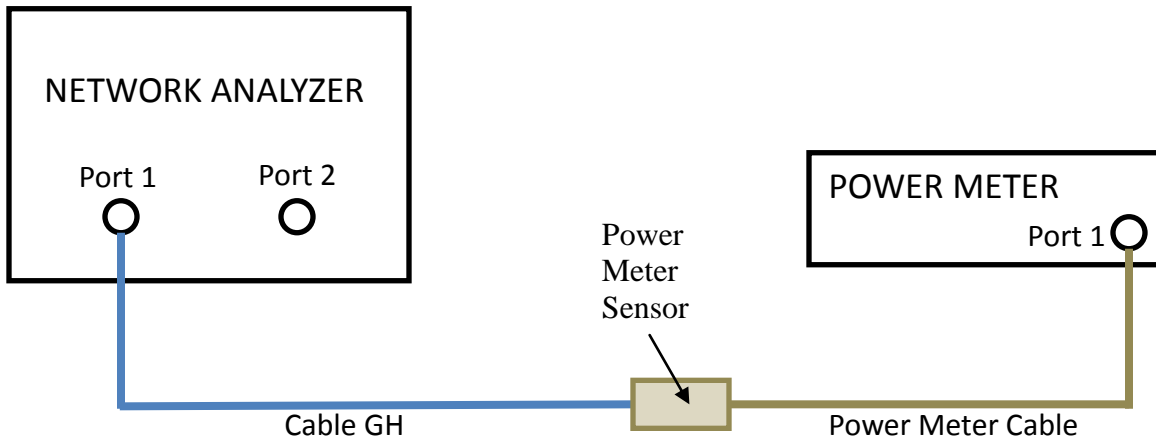 NETWORK ANALYZER
Port 1
Port 2
POWER METER
Port 1
Power
Meter
Sensor
Cable GH
Power Meter Cable